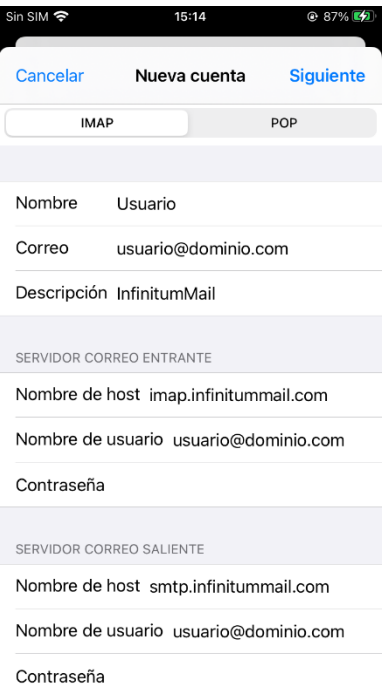 Sin SIM 15:14 87%
Cancelar Nueva cuenta Siguiente
IMAP POP
Nombre Usuario
Correo usuario@dominio.com
Descripción InfinitumMail
SERVIDOR CORREO ENTRANTE
Nombre de host imap.infinitummail.com
Nombre de usuario usuario@dominio.com
Contraseña
SERVIDOR CORREO SALIENTE
Nombre de host smtp.infinitummail.com
Nombre de usuario usuario@dominio.com
Contraseña